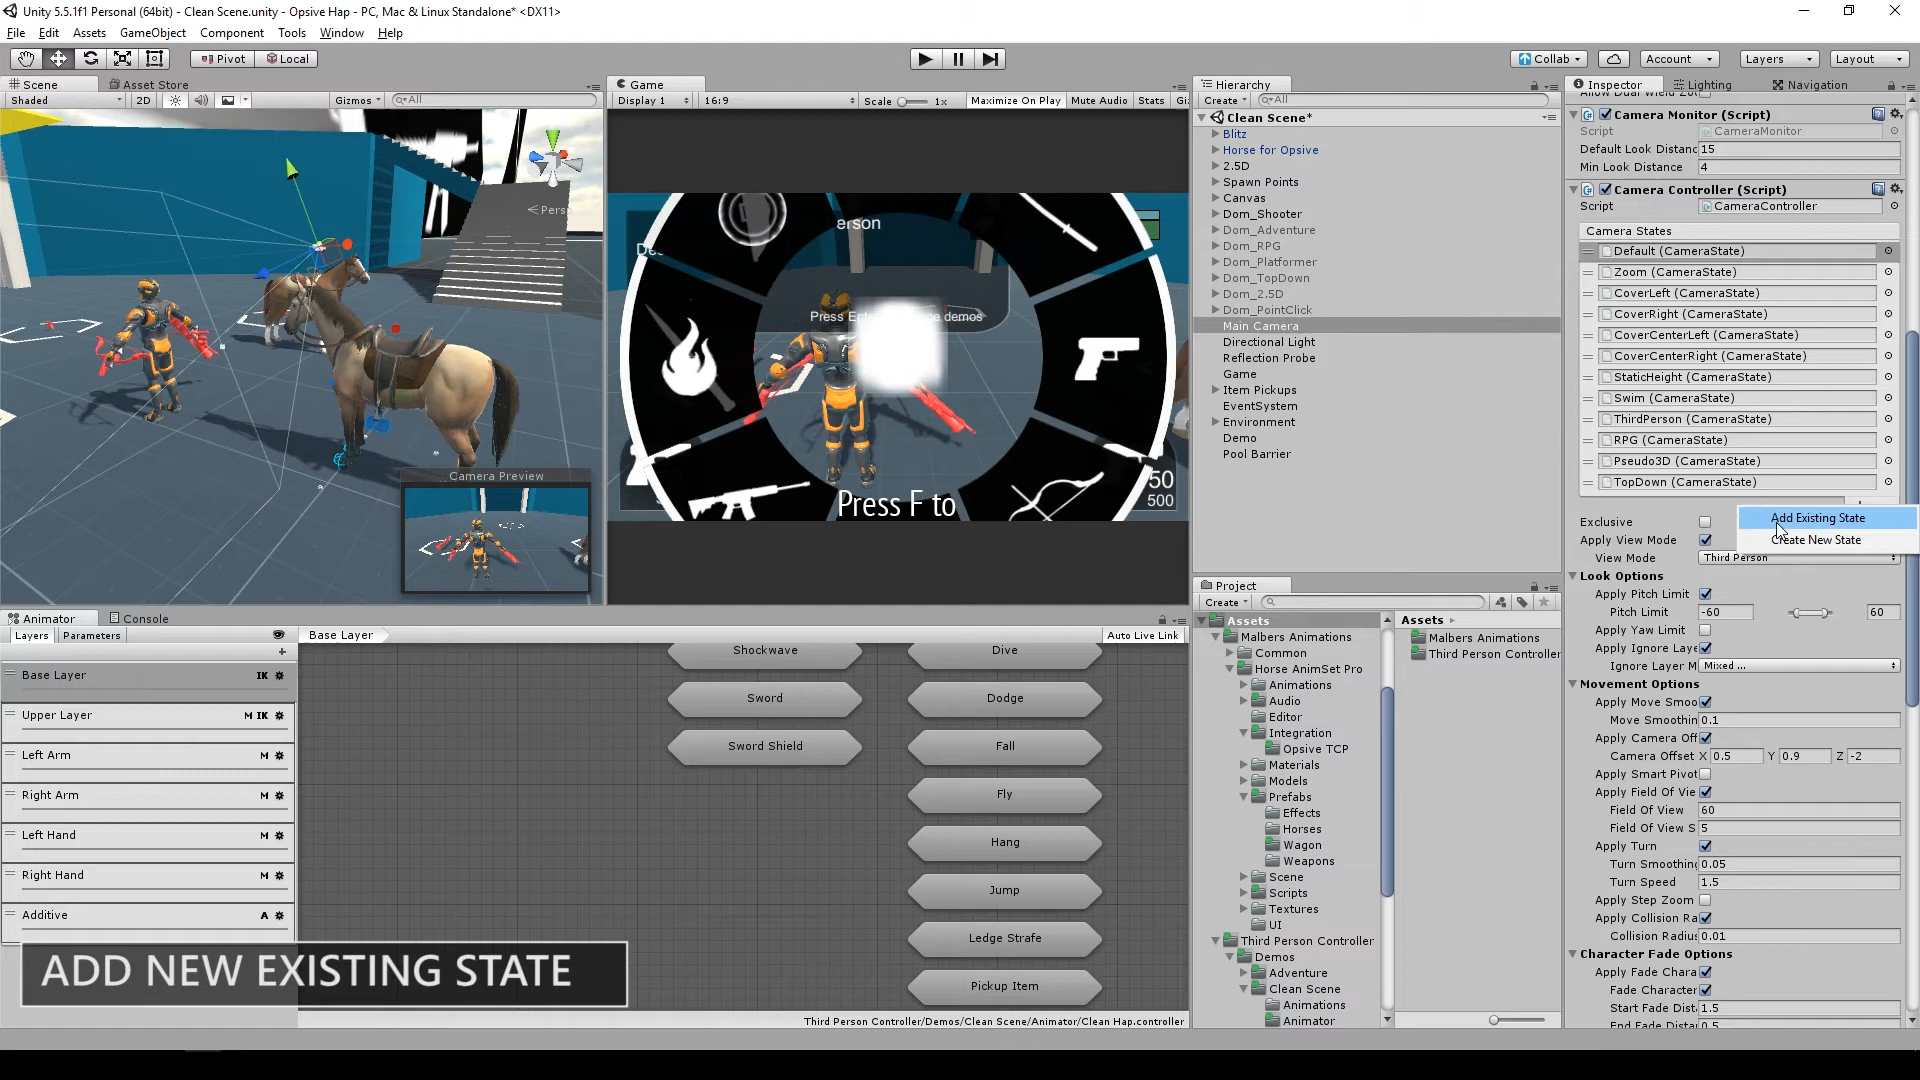 Unity 5.5.1f1 Personal (64bit) - Clean Scene.unity - Opsive Hap - PC, Mac & Linux Standalone* <DX11>
File Edit Assets GameObject Component Tools Window Help
Pivot Local
Collab Account Layers Layout
Scene Asset Store
Shaded 2D Gizmos All
Pers
Camera Preview
Game
Display 1 16:9 Scale 1x Maximize On Play Mute Audio Stats Gi
erson
Press
Press F to
50
500
Hierarchy
Create All
Clean Scene*
Blitz
Horse for Opsive
2.5D
Spawn Points
Canvas
Dom_Shooter
Dom_Adventure
Dom_RPG
Dom_Platformer
Dom_TopDown
Dom_2.5D
Dom_PointClick
Main Camera
Directional Light
Reflection Probe
Game
Item Pickups
EventSystem
Environment
Demo
Pool Barrier
Inspector Lighting Navigation
Camera Monitor (Script)
Script CameraMonitor
Default Look Distanc 15
Min Look Distance 4
Camera Controller (Script)
Script CameraController
Camera States
Default (CameraState)
Zoom (CameraState)
CoverLeft (CameraState)
CoverRight (CameraState)
CoverCenterLeft (CameraState)
CoverCenterRight (CameraState)
StaticHeight (CameraState)
Swim (CameraState)
ThirdPerson (CameraState)
RPG (CameraState)
Pseudo3D (CameraState)
TopDown (CameraState)
Add Existing State
Create New State
Exclusive
Apply View Mode
View Mode Third Person
Look Options
Apply Pitch Limit
Pitch Limit -60 60
Apply Yaw Limit
Apply Ignore Laye
Ignore Layer M Mixed ...
Movement Options
Apply Move Smoo
Move Smoothin 0.1
Apply Camera Off
Camera Offset X 0.5 Y 0.9 Z -2
Apply Smart Pivot
Apply Field Of Vie
Field Of View 60
Field Of View S 5
Apply Turn
Turn Smoothing 0.05
Turn Speed 1.5
Apply Step Zoom
Apply Collision Ra
Collision Radiu 0.01
Character Fade Options
Apply Fade Chara
Fade Character
Start Fade Dist 1.5
End Fade Dista 0.5
Animator Console
Layers Parameters Base Layer Auto Live Link
Base Layer IK
Upper Layer M IK
Left Arm M
Right Arm M
Left Hand M
Right Hand M
Additive A
Shockwave
Sword
Sword Shield
Dive
Dodge
Fall
Fly
Hang
Jump
Ledge Strafe
Pickup Item
Third Person Controller/Demos/Clean Scene/Animator/Clean Hap.controller
ADD NEW EXISTING STATE
Project
Create
Assets
Malbers Animations
Common
Horse AnimSet Pro
Animations
Audio
Editor
Integration
Opsive TCP
Materials
Models
Prefabs
Effects
Horses
Wagon
Weapons
Scene
Scripts
Textures
UI
Third Person Controller
Demos
Adventure
Clean Scene
Animations
Animator
Assets
Malbers Animations
Third Person Controller